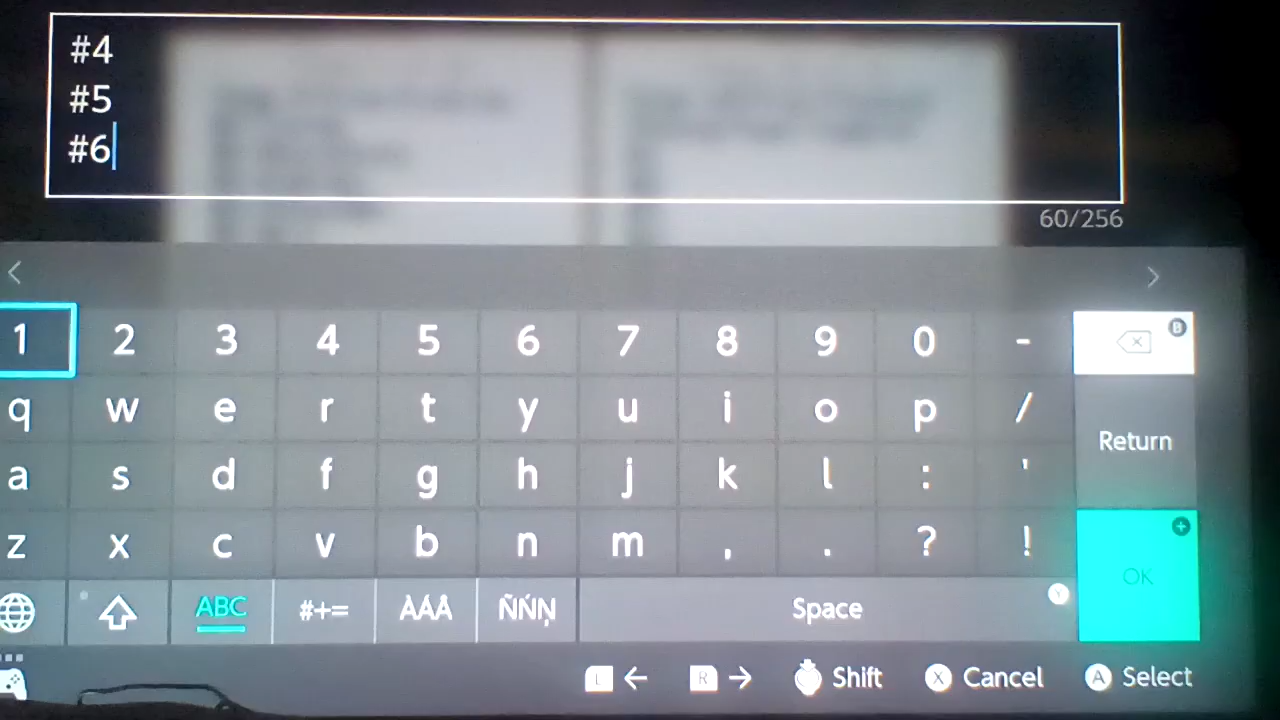 #4
#5
#6
60/256
1 2 3 4 5 6 7 8 9 0 - B
q w e r t y u i o p /
Return
a s d f g h j k l : '
z x c v b n m , . ? !
OK
ABC #+= ÀÁÂ ÑŃŅ Space Y
L ← R → Shift X Cancel A Select